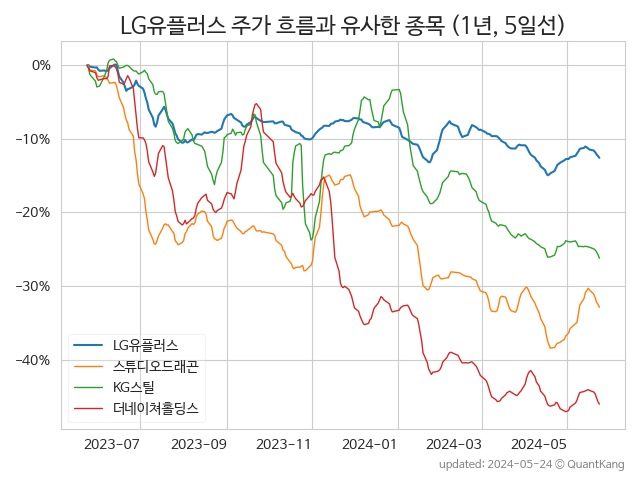 LG유플러스 주가 흐름과 유사한 종목 (1년, 5일선)
0%
−10%
−20%
−30%
−40%
LG유플러스
스튜디오드래곤
KG스틸
더네이쳐홀딩스
2023-07 2023-09 2023-11 2024-01 2024-03 2024-05
updated: 2024-05-24 © QuantKang